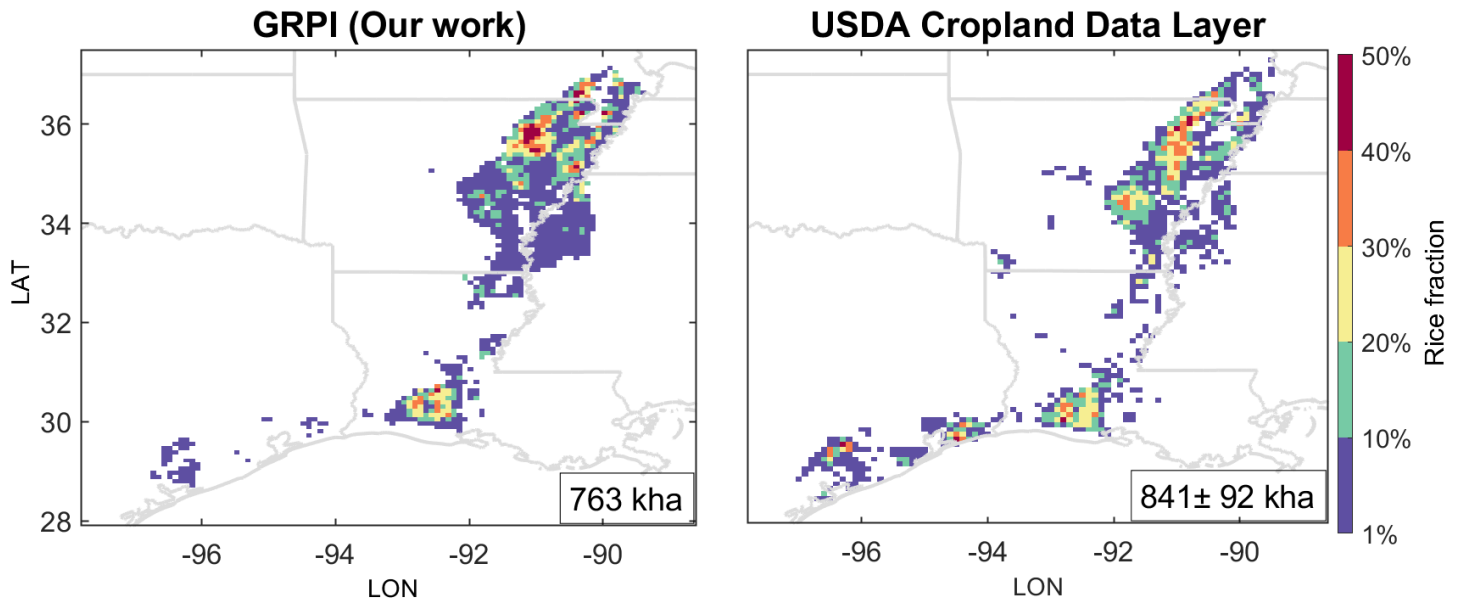 GRPI (Our work)
USDA Cropland Data Layer
LAT
36
34
32
30
28
-96
-94
-92
-90
LON
763 kha
-96
-94
-92
-90
LON
841± 92 kha
50%
40%
30%
20%
10%
1%
Rice fraction